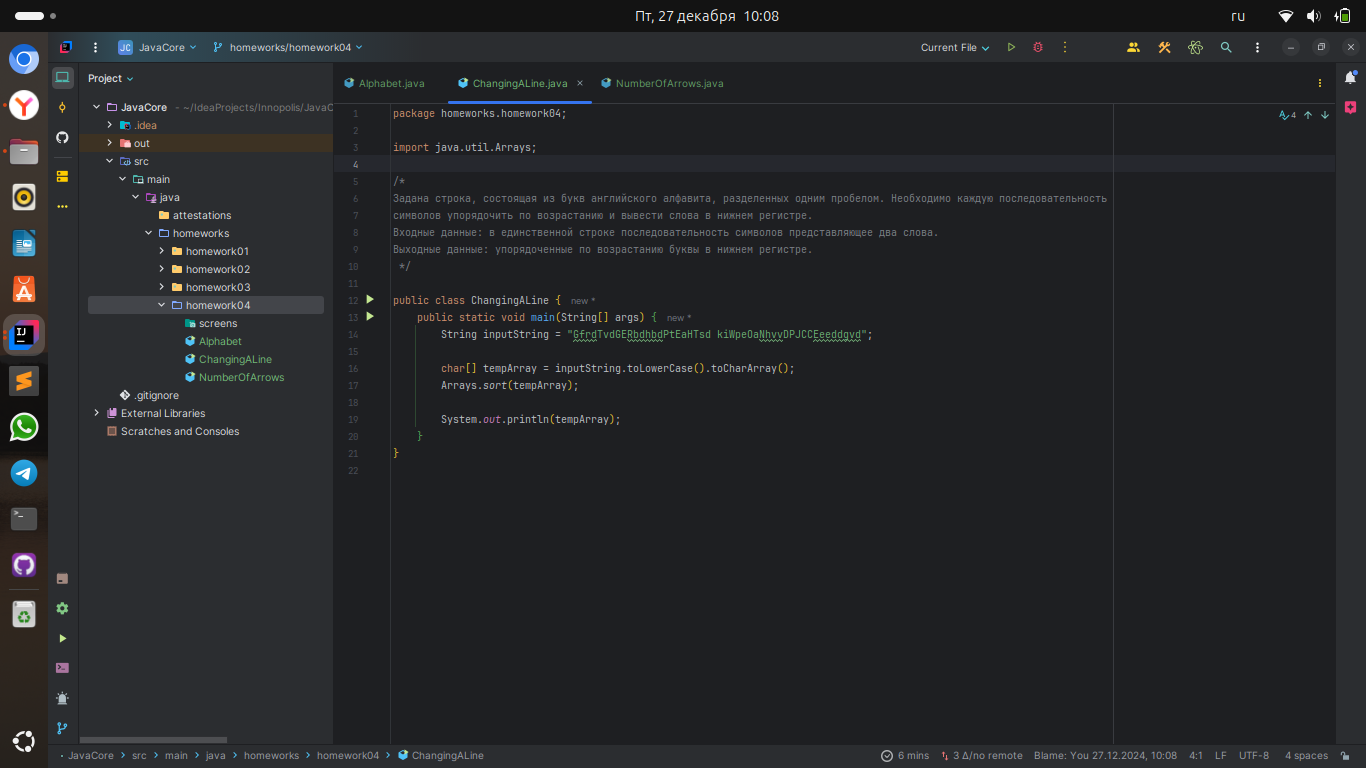 Пт, 27 декабря 10:08
ru
JC JavaCore
homeworks/homework04
Current File
Project
Alphabet.java
ChangingALine.java
NumberOfArrows.java
JavaCore - ~/IdeaProjects/Innopolis/JavaC
.idea
out
src
main
java
attestations
homeworks
homework01
homework02
homework03
homework04
screens
Alphabet
ChangingALine
NumberOfArrows
.gitignore
External Libraries
Scratches and Consoles
4
1 package homeworks.homework04;
2
3 import java.util.Arrays;
4
5 /*
6 Задана строка, состоящая из букв английского алфавита, разделенных одним пробелом. Необходимо каждую последовательность
7 символов упорядочить по возрастанию и вывести слова в нижнем регистре.
8 Входные данные: в единственной строке последовательность символов представляющее два слова.
9 Выходные данные: упорядоченные по возрастанию буквы в нижнем регистре.
10 */
11
12 public class ChangingALine { new *
13 public static void main(String[] args) { new *
14 String inputString = "GfrdTvdGERbdhbdPtEaHTsd kiWpeOaNhvvDPJCCEeeddgvd";
15
16 char[] tempArray = inputString.toLowerCase().toCharArray();
17 Arrays.sort(tempArray);
18
19 System.out.println(tempArray);
20 }
21 }
22
JavaCore > src > main > java > homeworks > homework04 > ChangingALine
6 mins
3 Δ/no remote
Blame: You 27.12.2024, 10:08
4:1
LF
UTF-8
4 spaces